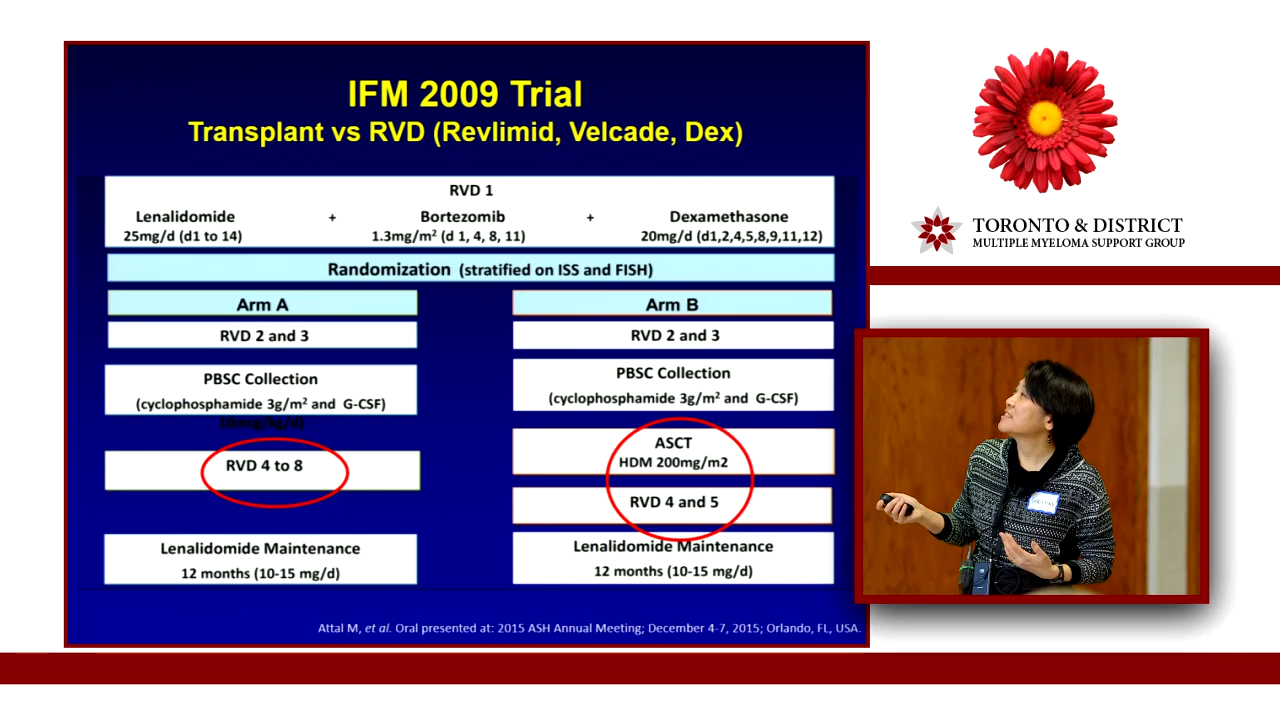 IFM 2009 Trial
Transplant vs RVD (Revlimid, Velcade, Dex)
RVD 1
Lenalidomide + Bortezomib + Dexamethasone
25mg/d (d1 to 14) 1.3mg/m² (d 1, 4, 8, 11) 20mg/d (d1,2,4,5,8,9,11,12)
Randomization (stratified on ISS and FISH)
Arm A
RVD 2 and 3
PBSC Collection
(cyclophosphamide 3g/m² and G-CSF)
10mcg/kg/d)
RVD 4 to 8
Lenalidomide Maintenance
12 months (10-15 mg/d)
Arm B
RVD 2 and 3
PBSC Collection
(cyclophosphamide 3g/m² and G-CSF)
ASCT
HDM 200mg/m2
RVD 4 and 5
Lenalidomide Maintenance
12 months (10-15 mg/d)
Attal M, et al. Oral presented at: 2015 ASH Annual Meeting; December 4-7, 2015; Orlando, FL, USA.
TORONTO & DISTRICT
MULTIPLE MYELOMA SUPPORT GROUP